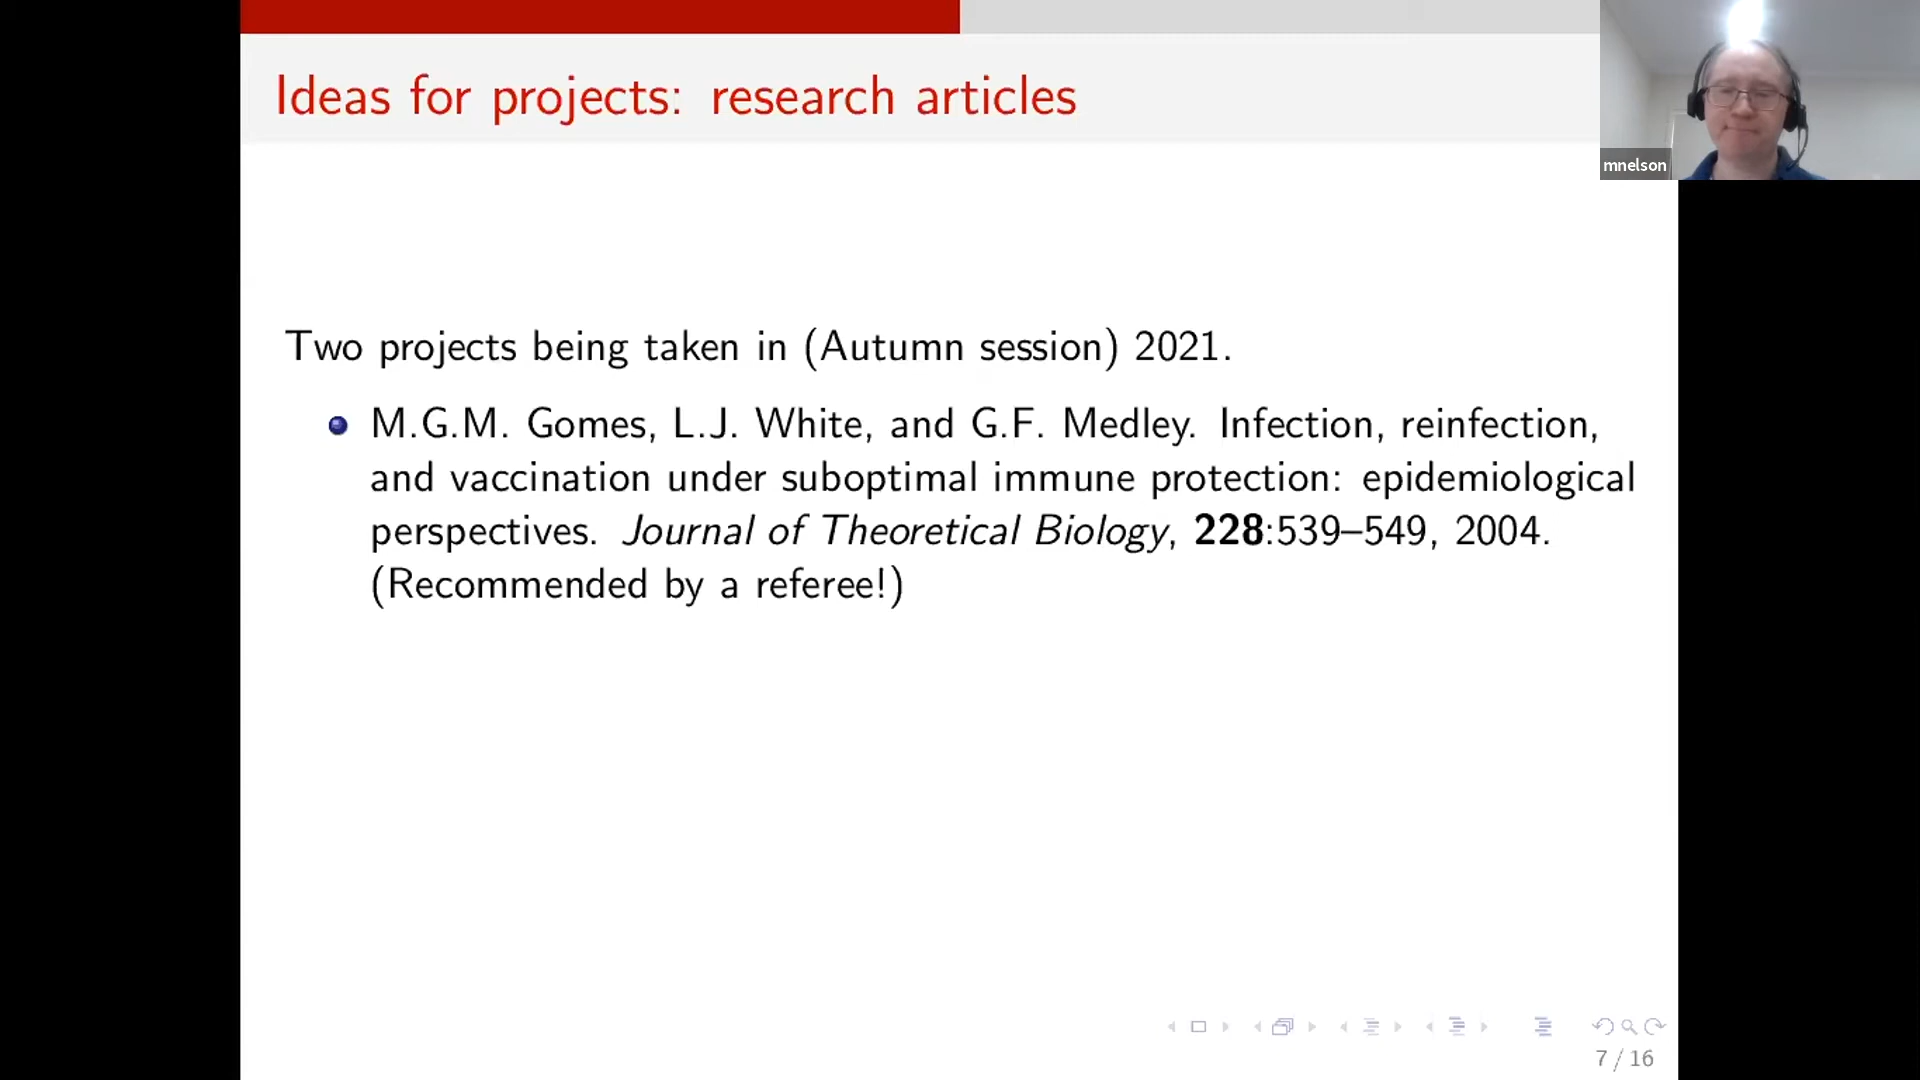 Ideas for projects: research articles
mnelson
Two projects being taken in (Autumn session) 2021.
M.G.M. Gomes, L.J. White, and G.F. Medley. Infection, reinfection,
and vaccination under suboptimal immune protection: epidemiological
perspectives. Journal of Theoretical Biology, 228:539–549, 2004.
(Recommended by a referee!)
7 / 16